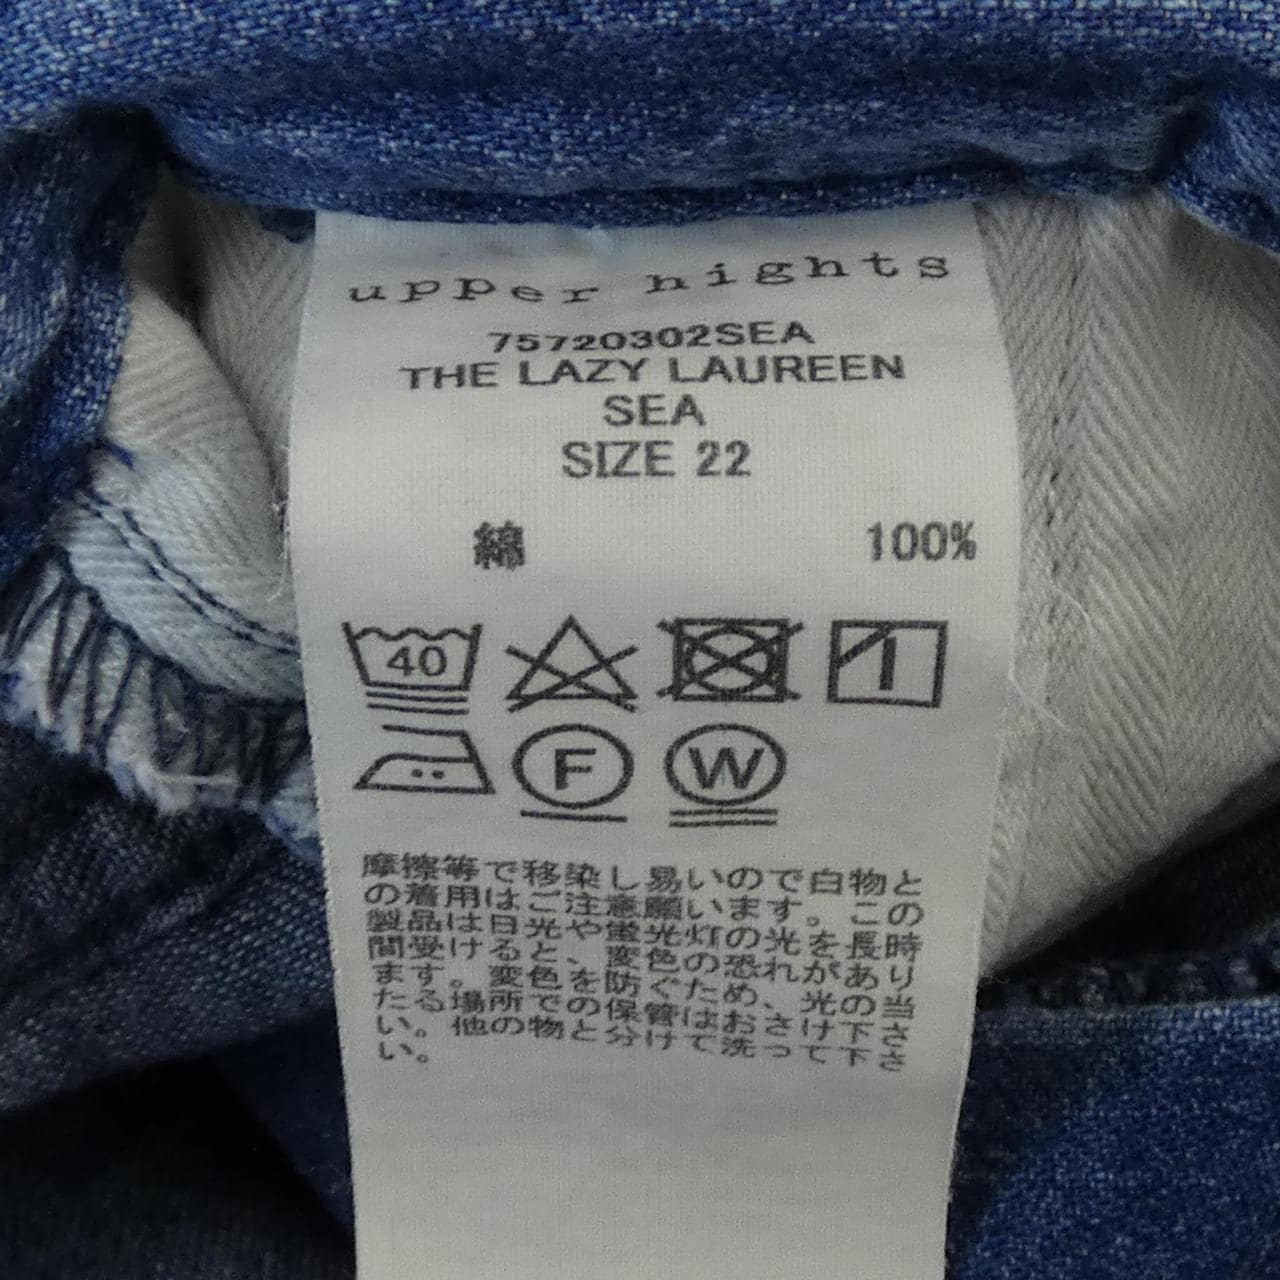 upper hights
75720302SEA
THE LAZY LAUREEN
SEA
SIZE 22
綿 100%
40
F W
摩擦等で移染し易いので白物と
の着用はご注意願います。この
製品は日光や蛍光灯の光を長時
間受けると、変色の恐れがあり
ます。変色を防ぐため、光の当
たる場所での保管はおさけ下さ
い。他の物と分けて洗って下さ
い。